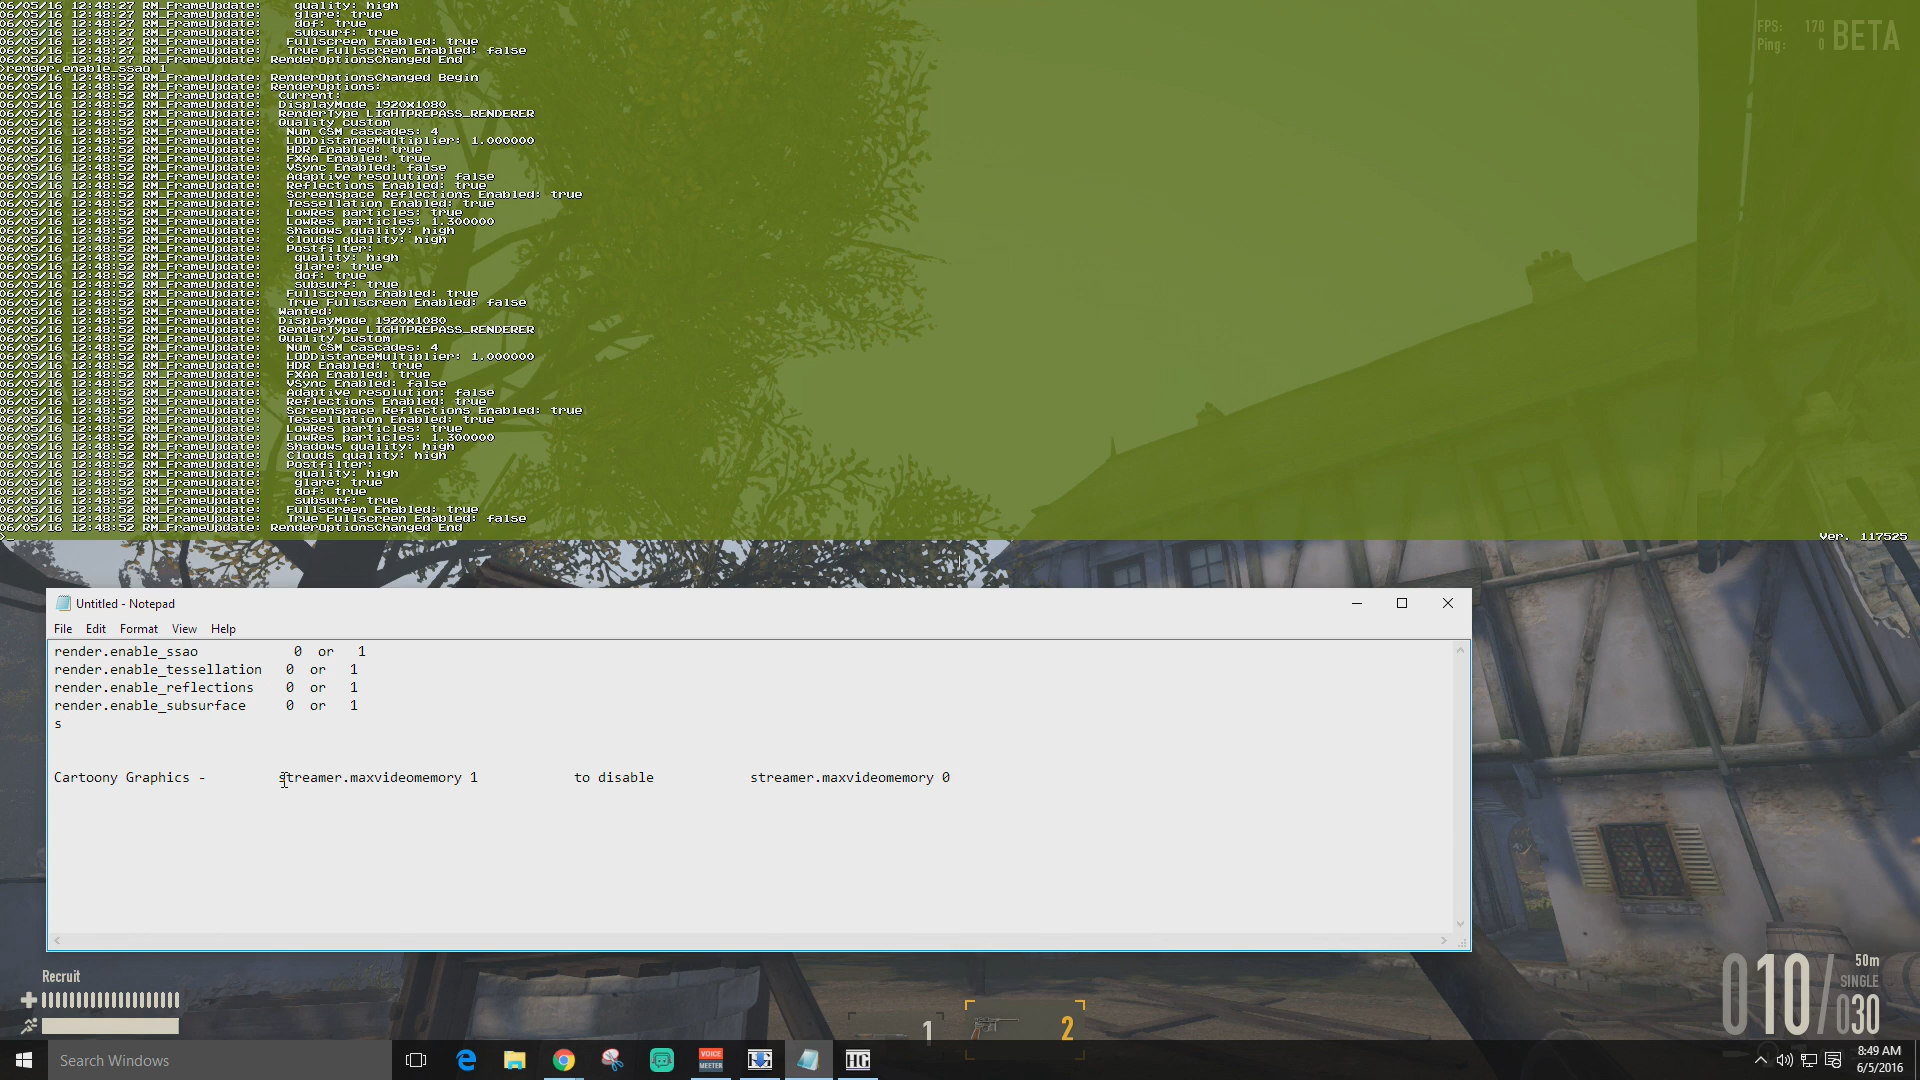 06/05/16 12:48:27 RM_FrameUpdate: quality: high
06/05/16 12:48:27 RM_FrameUpdate: glare: true
06/05/16 12:48:27 RM_FrameUpdate: dof: true
06/05/16 12:48:27 RM_FrameUpdate: subsurf: true
06/05/16 12:48:27 RM_FrameUpdate: Fullscreen Enabled: true
06/05/16 12:48:27 RM_FrameUpdate: True Fullscreen Enabled: false
06/05/16 12:48:27 RM_FrameUpdate: RenderOptionsChanged End
>render.enable_ssao 1
06/05/16 12:48:52 RM_FrameUpdate: RenderOptionsChanged Begin
06/05/16 12:48:52 RM_FrameUpdate: RenderOptions:
06/05/16 12:48:52 RM_FrameUpdate: Current:
06/05/16 12:48:52 RM_FrameUpdate: DisplayMode 1920x1080
06/05/16 12:48:52 RM_FrameUpdate: RenderType LIGHTPREPASS_RENDERER
06/05/16 12:48:52 RM_FrameUpdate: Quality custom
06/05/16 12:48:52 RM_FrameUpdate: Num CSM cascades: 4
06/05/16 12:48:52 RM_FrameUpdate: LODDistanceMultiplier: 1.000000
06/05/16 12:48:52 RM_FrameUpdate: HDR Enabled: true
06/05/16 12:48:52 RM_FrameUpdate: FXAA Enabled: true
06/05/16 12:48:52 RM_FrameUpdate: VSync Enabled: false
06/05/16 12:48:52 RM_FrameUpdate: Adaptive resolution: false
06/05/16 12:48:52 RM_FrameUpdate: Reflections Enabled: true
06/05/16 12:48:52 RM_FrameUpdate: Screenspace Reflections Enabled: true
06/05/16 12:48:52 RM_FrameUpdate: Tessellation Enabled: true
06/05/16 12:48:52 RM_FrameUpdate: LowRes particles: true
06/05/16 12:48:52 RM_FrameUpdate: LowRes particles: 1.300000
06/05/16 12:48:52 RM_FrameUpdate: Shadows quality: high
06/05/16 12:48:52 RM_FrameUpdate: Clouds quality: high
06/05/16 12:48:52 RM_FrameUpdate: Postfilter:
06/05/16 12:48:52 RM_FrameUpdate: quality: high
06/05/16 12:48:52 RM_FrameUpdate: glare: true
06/05/16 12:48:52 RM_FrameUpdate: dof: true
06/05/16 12:48:52 RM_FrameUpdate: subsurf: true
06/05/16 12:48:52 RM_FrameUpdate: Fullscreen Enabled: true
06/05/16 12:48:52 RM_FrameUpdate: True Fullscreen Enabled: false
06/05/16 12:48:52 RM_FrameUpdate: Wanted:
06/05/16 12:48:52 RM_FrameUpdate: DisplayMode 1920x1080
06/05/16 12:48:52 RM_FrameUpdate: RenderType LIGHTPREPASS_RENDERER
06/05/16 12:48:52 RM_FrameUpdate: Quality custom
06/05/16 12:48:52 RM_FrameUpdate: Num CSM cascades: 4
06/05/16 12:48:52 RM_FrameUpdate: LODDistanceMultiplier: 1.000000
06/05/16 12:48:52 RM_FrameUpdate: HDR Enabled: true
06/05/16 12:48:52 RM_FrameUpdate: FXAA Enabled: true
06/05/16 12:48:52 RM_FrameUpdate: VSync Enabled: false
06/05/16 12:48:52 RM_FrameUpdate: Adaptive resolution: false
06/05/16 12:48:52 RM_FrameUpdate: Reflections Enabled: true
06/05/16 12:48:52 RM_FrameUpdate: Screenspace Reflections Enabled: true
06/05/16 12:48:52 RM_FrameUpdate: Tessellation Enabled: true
06/05/16 12:48:52 RM_FrameUpdate: LowRes particles: true
06/05/16 12:48:52 RM_FrameUpdate: LowRes particles: 1.300000
06/05/16 12:48:52 RM_FrameUpdate: Shadows quality: high
06/05/16 12:48:52 RM_FrameUpdate: Clouds quality: high
06/05/16 12:48:52 RM_FrameUpdate: Postfilter:
06/05/16 12:48:52 RM_FrameUpdate: quality: high
06/05/16 12:48:52 RM_FrameUpdate: glare: true
06/05/16 12:48:52 RM_FrameUpdate: dof: true
06/05/16 12:48:52 RM_FrameUpdate: subsurf: true
06/05/16 12:48:52 RM_FrameUpdate: Fullscreen Enabled: true
06/05/16 12:48:52 RM_FrameUpdate: True Fullscreen Enabled: false
06/05/16 12:48:52 RM_FrameUpdate: RenderOptionsChanged End
>_
FPS: 170
Ping: 0
BETA
Ver. 117525
Untitled - Notepad
File Edit Format View Help
render.enable_ssao 0 or 1
render.enable_tessellation 0 or 1
render.enable_reflections 0 or 1
render.enable_subsurface 0 or 1
s
Cartoony Graphics - streamer.maxvideomemory 1 to disable streamer.maxvideomemory 0
Recruit
1
2
50m
SINGLE
010/030
Search Windows
VOICE
MEETER
HG
8:49 AM
6/5/2016